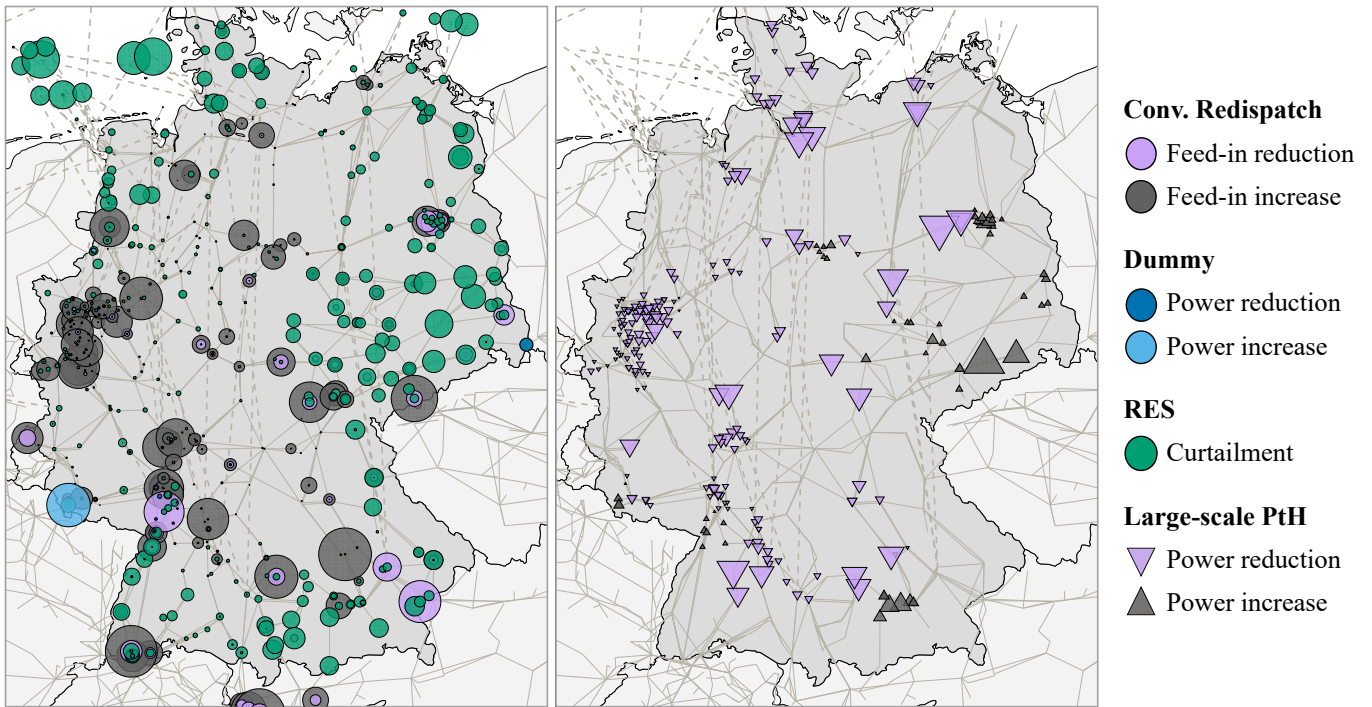 Conv. Redispatch
Feed-in reduction
Feed-in increase
Dummy
Power reduction
Power increase
RES
Curtailment
Large-scale PtH
Power reduction
Power increase